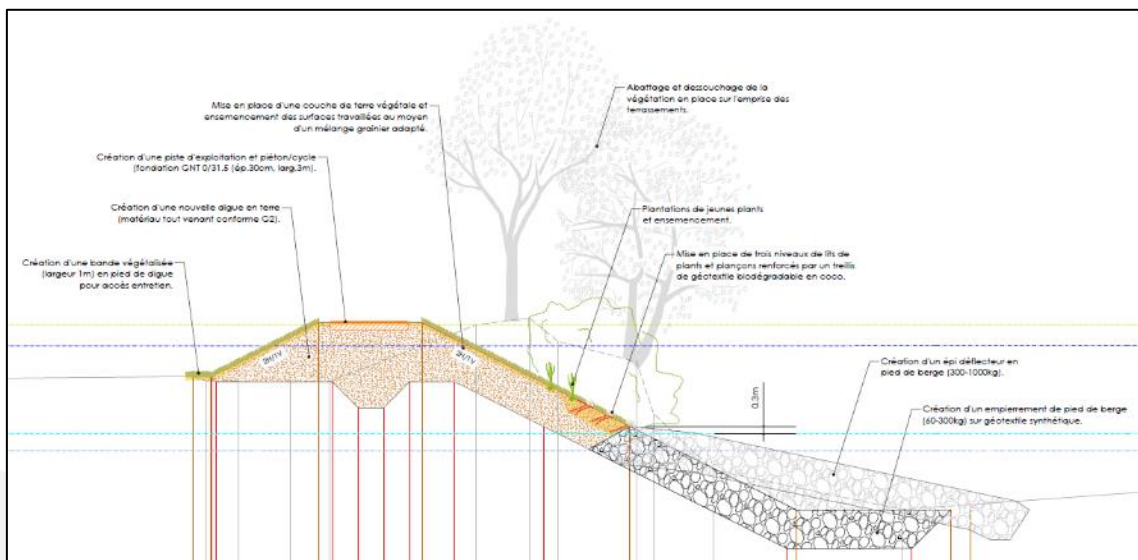 Abattage et dessouchage de la
végétation en place sur l'emprise des
terrassements.
Mise en place d'une couche de terre végétale et
ensemencement des surfaces travaillées au moyen
d'un mélange grainier adapté.
Création d'une piste d'exploitation et piéton/cycle
(fondation GNT 0/31.5 (ép.30cm, larg.3m).
Création d'une nouvelle digue en terre
(matériau tout venant conforme G2).
Création d'une bande végétalisée
(largeur 1m) en pied de digue
pour accès entretien.
Plantations de jeunes plants
et ensemencement.
Mise en place de trois niveaux de lits de
plants et plançons renforcés par un treillis
de géotextile biodégradable en coco.
2H/1V
2H/1V
Création d'un épi déflecteur en
pied de berge (300-1000kg).
0.3m
Création d'un empierrement de pied de berge
(60-300kg) sur géotextile synthétique.